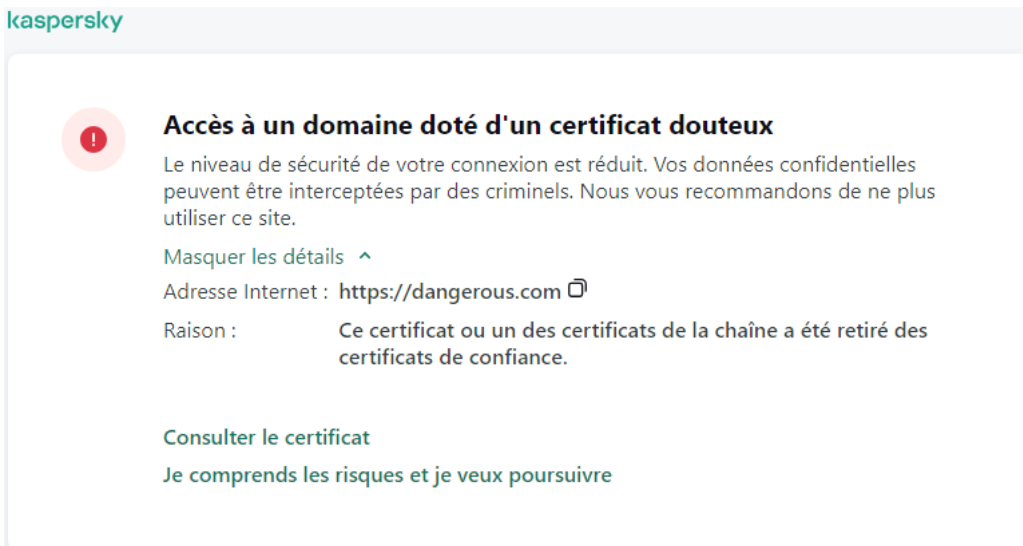 kaspersky
Accès à un domaine doté d'un certificat douteux
Le niveau de sécurité de votre connexion est réduit. Vos données confidentielles
peuvent être interceptées par des criminels. Nous vous recommandons de ne plus
utiliser ce site.
Masquer les détails
Adresse Internet : https://dangerous.com
Raison : Ce certificat ou un des certificats de la chaîne a été retiré des
certificats de confiance.
Consulter le certificat
Je comprends les risques et je veux poursuivre